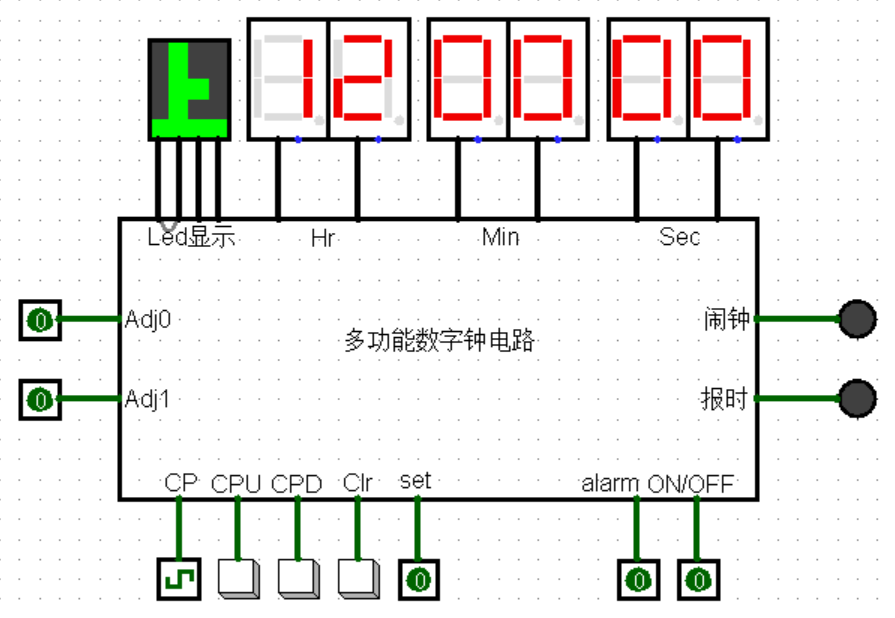 上 12 00 00
Led显示 Hr Min Sec
0 Adj0 闹钟
多功能数字钟电路
0 Adj1 报时
CP CPU CPD Clr set alarm ON/OFF
0 0 0